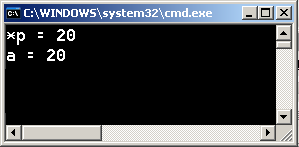 C:\WINDOWS\system32\cmd.exe
*p = 20
a = 20